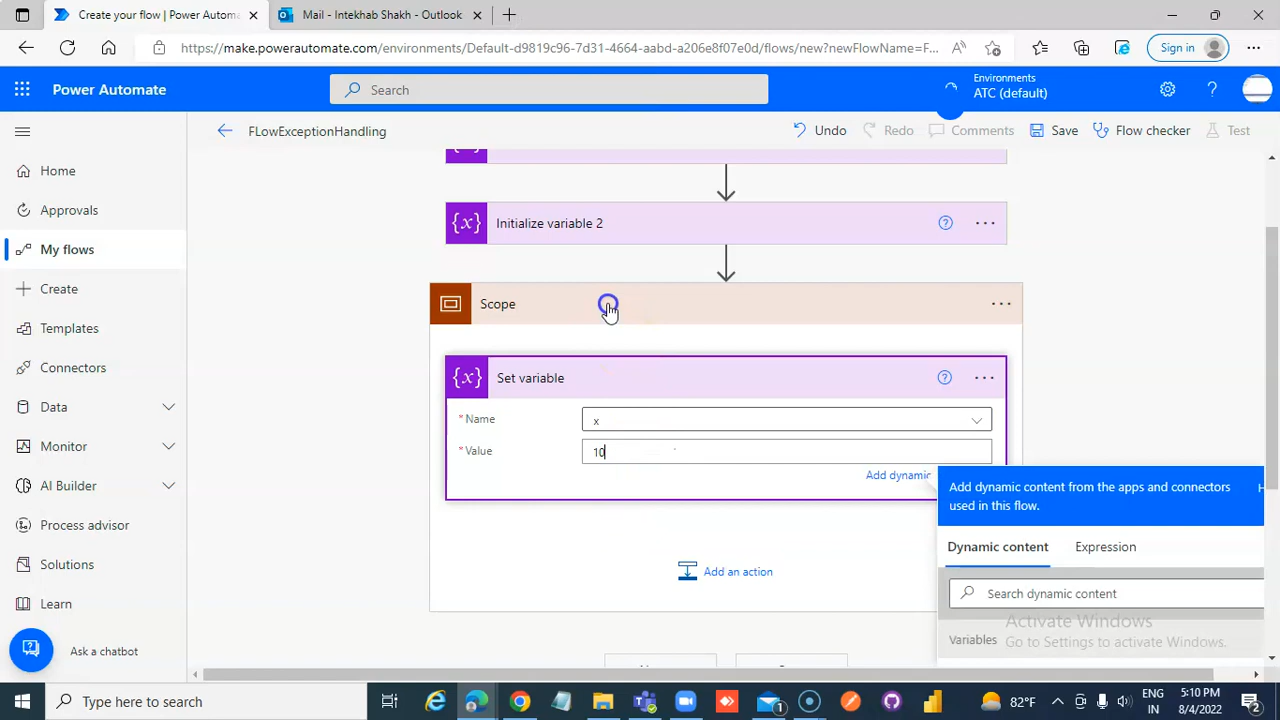 Create your flow | Power Automa
Mail - Intekhab Shakh - Outlook
https://make.powerautomate.com/environments/Default-d9819c96-7d31-4664-aabd-a206e8f07e0d/flows/new?newFlowName=F...
Sign in
Power Automate
Search
Environments
ATC (default)
FLowExceptionHandling
Undo
Redo
Comments
Save
Flow checker
Test
Home
Approvals
My flows
Create
Templates
Connectors
Data
Monitor
AI Builder
Process advisor
Solutions
Learn
Ask a chatbot
Initialize variable 2
Scope
Set variable
* Name
x
* Value
10
Add dynamic
Add an action
Add dynamic content from the apps and connectors
used in this flow.
Dynamic content
Expression
Search dynamic content
Variables
Activate Windows
Go to Settings to activate Windows.
Type here to search
82°F
ENG
IN
5:10 PM
8/4/2022